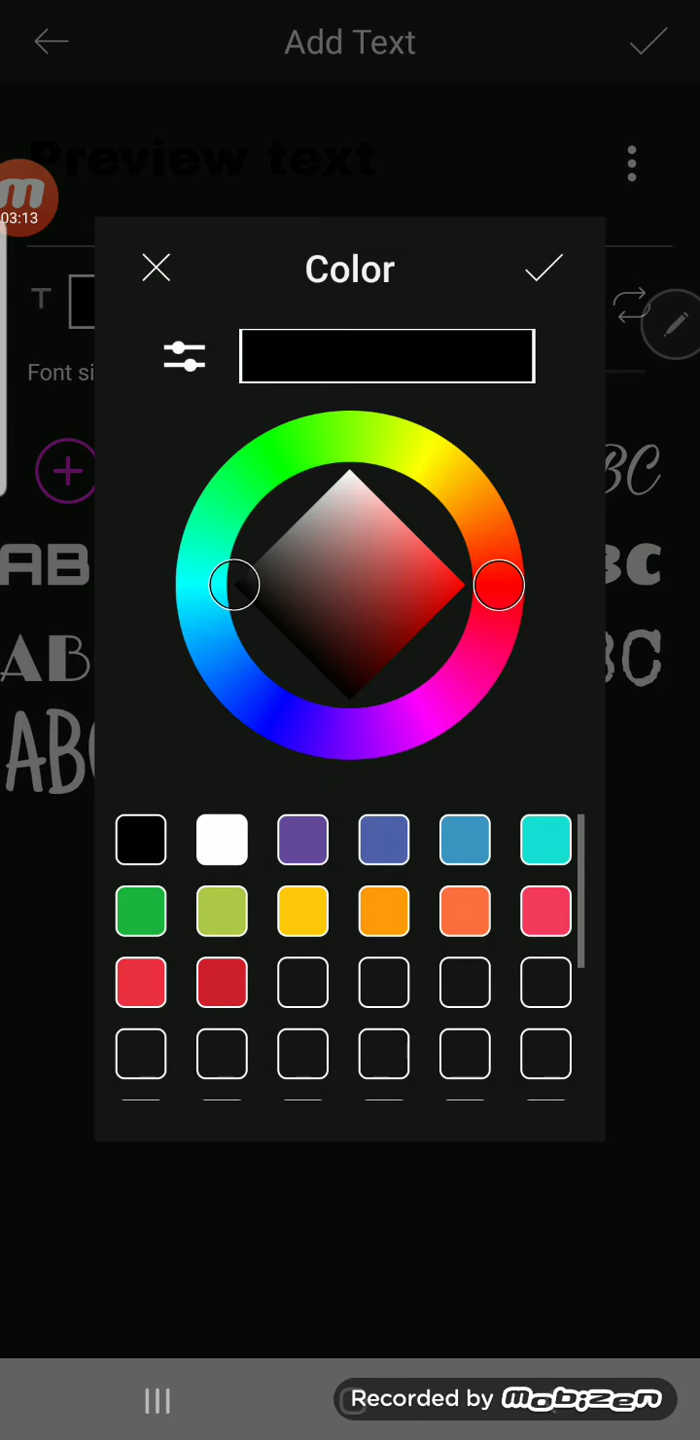 Add Text
Preview text
m
03:13
Color
T
Font si
BC
AB
BC
AB
BC
ABC
Recorded by mobizen